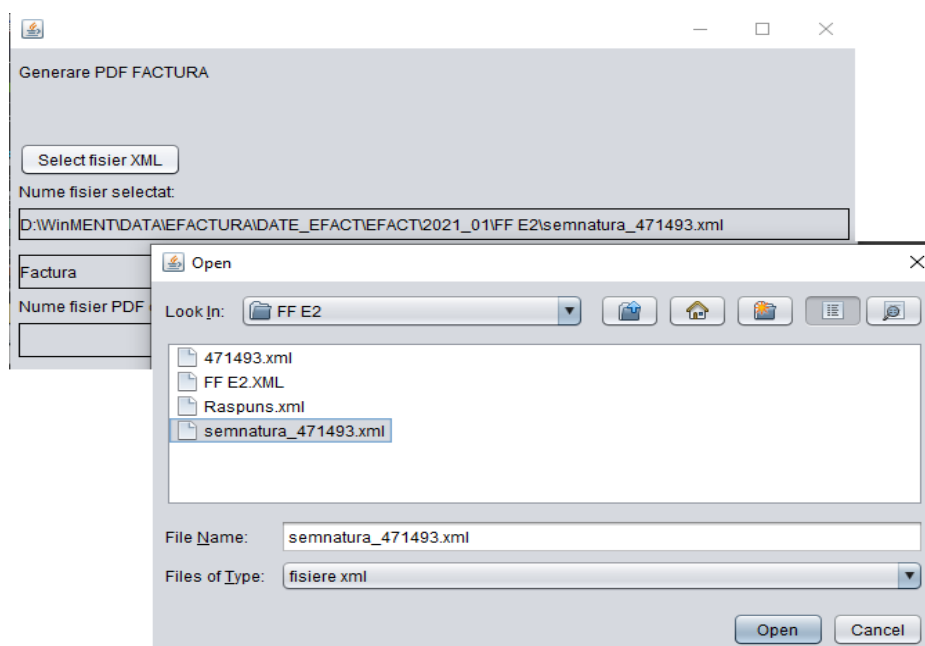 Generare PDF FACTURA
Select fisier XML
Nume fisier selectat:
D:\WinMENT\DATA\EFACTURA\DATE_EFACT\EFACT\2021_01\FF E2\semnatura_471493.xml
Factura
Nume fisier PDF
Open
Look In:
FF E2
471493.xml
FF E2.XML
Raspuns.xml
semnatura_471493.xml
File Name:
semnatura_471493.xml
Files of Type:
fisiere xml
Open
Cancel